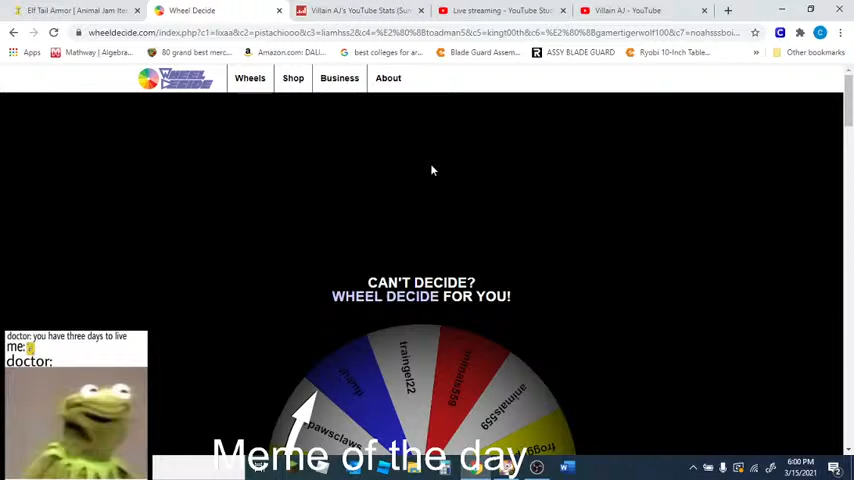 Elf Tail Armor | Animal Jam Ite
Wheel Decide
Villain AJ's YouTube Stats (Sum
Live streaming - YouTube Stud
Villain AJ - YouTube
wheeldecide.com/index.php?c1=lixaa&c2=pistachiooo&c3=liamhss2&c4=%E2%80%8Btoadman5&c5=kingt00th&c6=%E2%80%8Bgamertigerwolf100&c7=noahsssboi...
Apps
Mathway | Algebra...
80 grand best merc...
Amazon.com: DALI...
best colleges for ar...
Blade Guard Assem...
ASSY BLADE GUARD
Ryobi 10-Inch Table...
Other bookmarks
WHEEL DECIDE
Wheels
Shop
Business
About
CAN'T DECIDE?
WHEEL DECIDE FOR YOU!
doctor: you have three days to live
me:
doctor:
pawsclaws
traingel22
animals559
animals559
frogg
Meme of the day
6:00 PM
3/15/2021